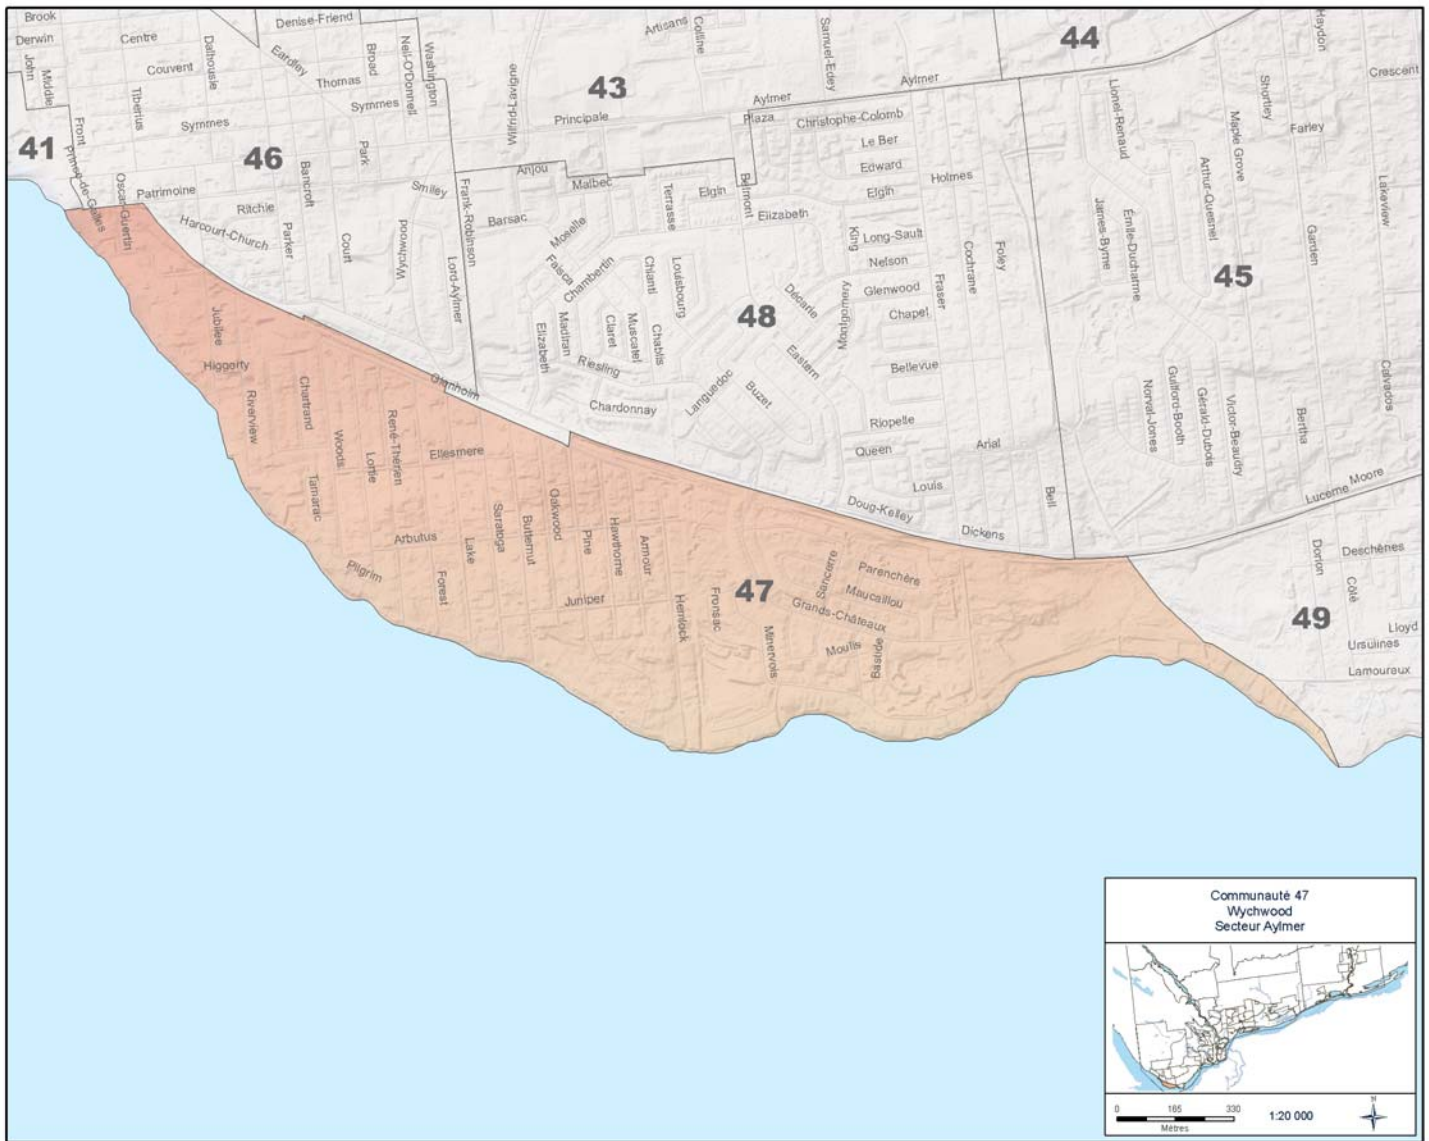 Brook
Denise-Friend
Artisans
Colline
Samuel-Edey
Haydon
Derwin
Centre
Dalhousie
Eardley
Broad
Neil-O'Donnell
Washington
44
John
Middle
Couvent
Thomas
43
Aylmer
Crescent
Tiberius
Symmes
Wilfrid-Lavigne
Aylmer
Lionel-Renaud
Shortley
Front
Symmes
Principale
Plaza
Christophe-Colomb
Maple Grove
Farley
41
46
Park
Le Ber
Prince-de-Galles
Oscar-Guertin
Patrimoine
Bancroft
Smiley
Frank-Robinson
Anjou
Malbec
Terrasse
Elgin
Belmont
Edward
Elgin
Holmes
Arthur-Quesnel
Lakeview
Ritchie
Harcourt-Church
Parker
Court
Wychwood
Barsac
Moselle
Elizabeth
King
Long-Sault
Cochrane
Foley
James-Byrne
Émile-Ducharme
Garden
Lord-Aylmer
Faisca
Chambertin
Chianti
Louisbourg
Nelson
Fraser
45
Décarie
Montgomery
Glenwood
Chapel
48
Jubilee
Elizabeth
Madiran
Claret
Muscatel
Chablis
Riesling
Eastern
Bellevue
Higgerty
Glenholm
Chardonnay
Languedoc
Buzet
Calvados
Riverview
Chartrand
Woods
Lortie
René-Thérien
Ellesmere
Riopelle
Queen
Arial
Norval-Jones
Guilford-Booth
Gérald-Dubois
Victor-Beaudry
Bertha
Tamarac
Saratoga
Butternut
Oakwood
Pine
Hawthorne
Armour
Louis
Doug-Kelley
Dickens
Bell
Lucerne
Moore
Arbutus
Lake
Pilgrim
Forest
Juniper
Hemlock
Fronsac
47
Sancerre
Parenchère
Maucaillou
Grands-Châteaux
Minervois
Moulis
Bastide
Dorion
Deschênes
Côté
49
Lloyd
Ursulines
Lamoureux
Communauté 47
Wychwood
Secteur Aylmer
0 165 330
Mètres
1:20 000
N